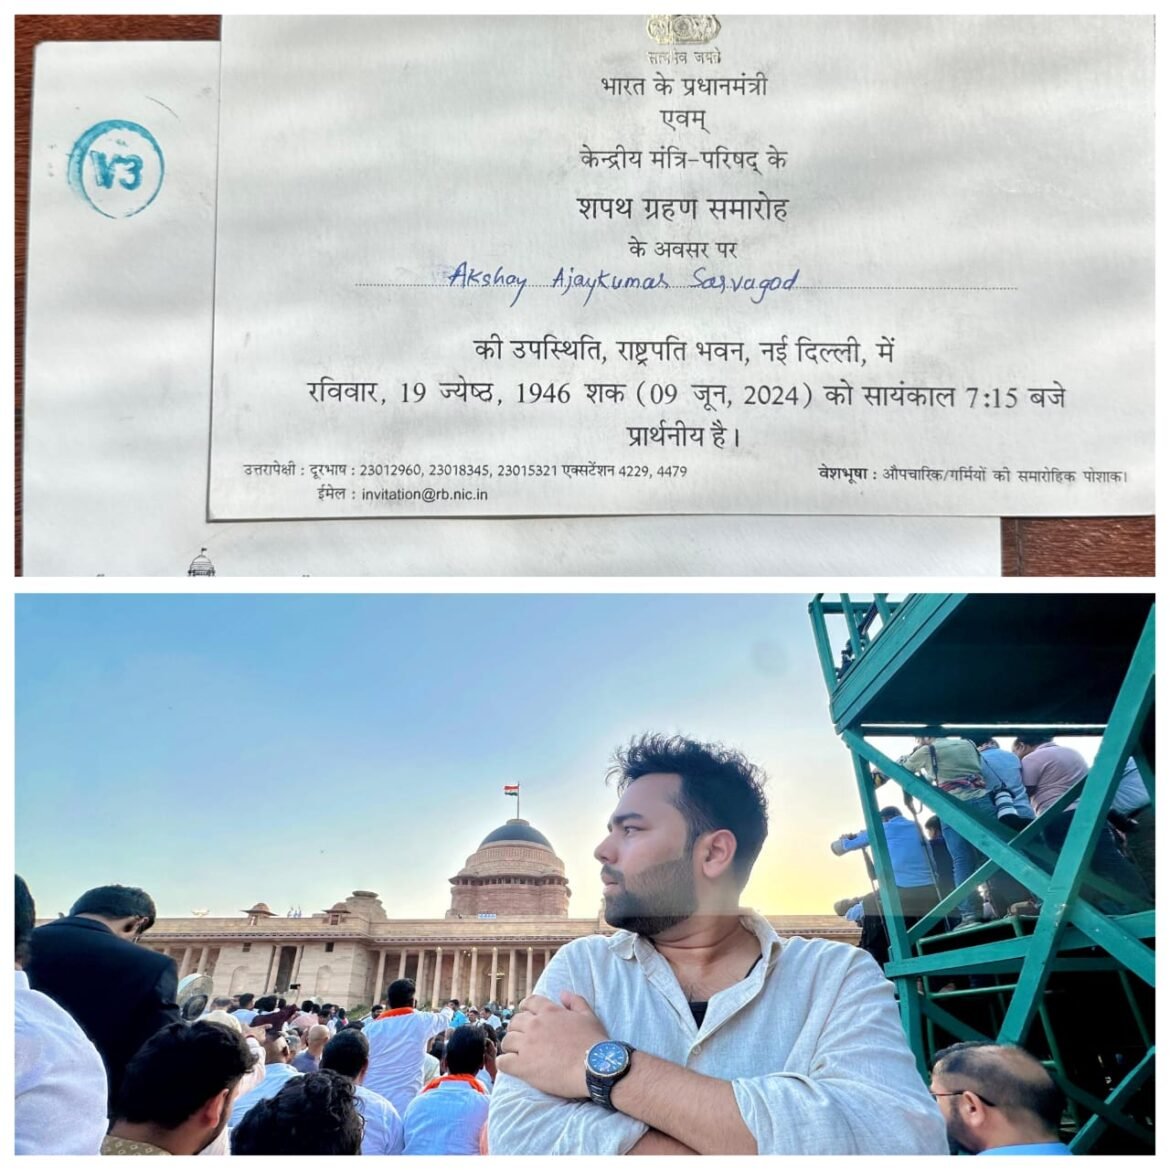 सत्यमेव जयते
भारत के प्रधानमंत्री
एवम्
केन्द्रीय मंत्रि-परिषद् के
शपथ ग्रहण समारोह
के अवसर पर
V3
Akshay Ajaykumar Sarvagod
की उपस्थिति, राष्ट्रपति भवन, नई दिल्ली, में
रविवार, 19 ज्येष्ठ, 1946 शक (09 जून, 2024) को सायंकाल 7:15 बजे
प्रार्थनीय है।
उत्तरापेक्षी : दूरभाष : 23012960, 23018345, 23015321 एक्सटेंशन 4229, 4479
वेशभूषा : औपचारिक/गर्मियों को समारोहिक पोशाक।
ईमेल : invitation@rb.nic.in